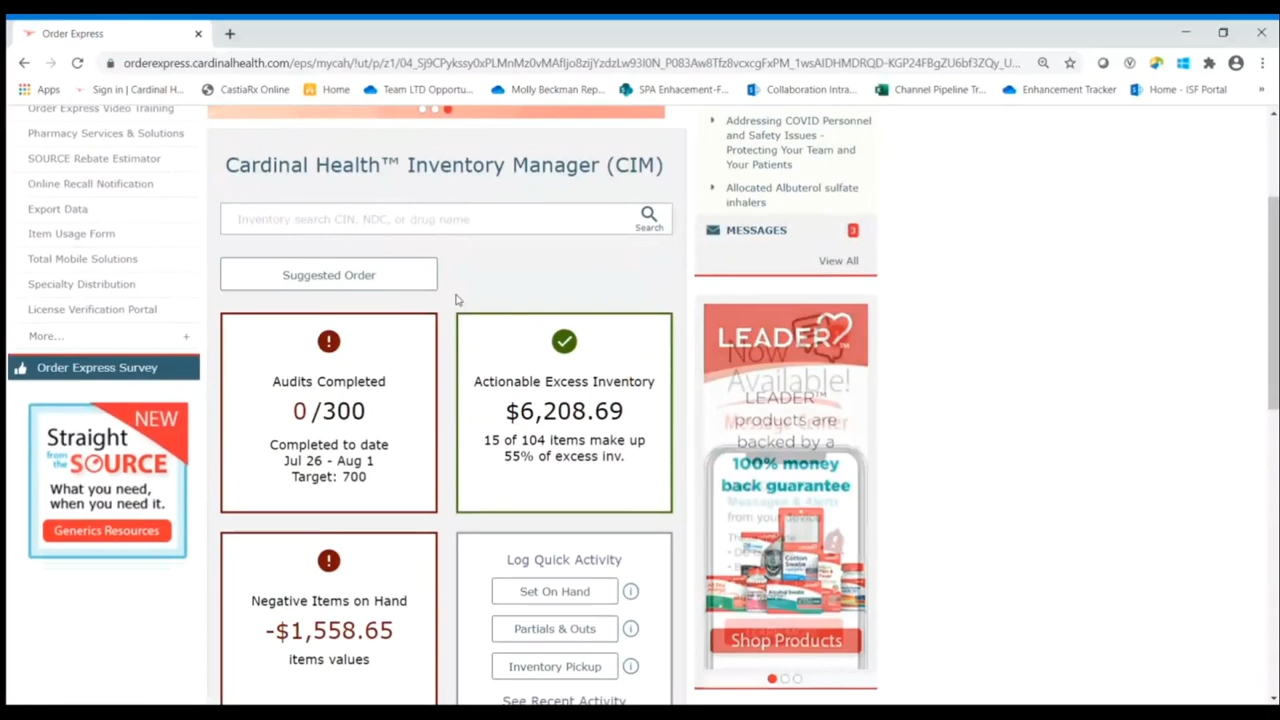 Order Express
orderexpress.cardinalhealth.com/eps/mycah/!ut/p/z1/
Apps
Sign in | Cardinal H...
CastiaRx Online
Home
Team LTD Opportu...
Molly Beckman Rep...
SPA Enhacement-F...
Collaboration Intra...
Channel Pipeline Tr...
Enhancement Tracker
Home - ISF Portal
»
Order Express Video Training
Pharmacy Services & Solutions
SOURCE Rebate Estimator
Online Recall Notification
Export Data
Item Usage Form
Total Mobile Solutions
Specialty Distribution
License Verification Portal
More... +
Order Express Survey
NEW
Straight
from the SOURCE
What you need,
when you need it.
Generics Resources
Cardinal Health™ Inventory Manager (CIM)
Inventory search CIN, NDC, or drug name
Search
Suggested Order
Audits Completed
0 /300
Completed to date
Jul 26 - Aug 1
Target: 700
Actionable Excess Inventory
$6,208.69
15 of 104 items make up
55% of excess inv.
Negative Items on Hand
-$1,558.65
items values
Log Quick Activity
Set On Hand
Partials & Outs
Inventory Pickup
See Recent Activity
Addressing COVID Personnel
and Safety Issues -
Protecting Your Team and
Your Patients
Allocated Albuterol sulfate
inhalers
MESSAGES 3
View All
LEADER™
Now
Available!
LEADER™
products are
Message Center
backed by a
100% money
back guarantee
Messages & Alerts
from your device
Shop Products